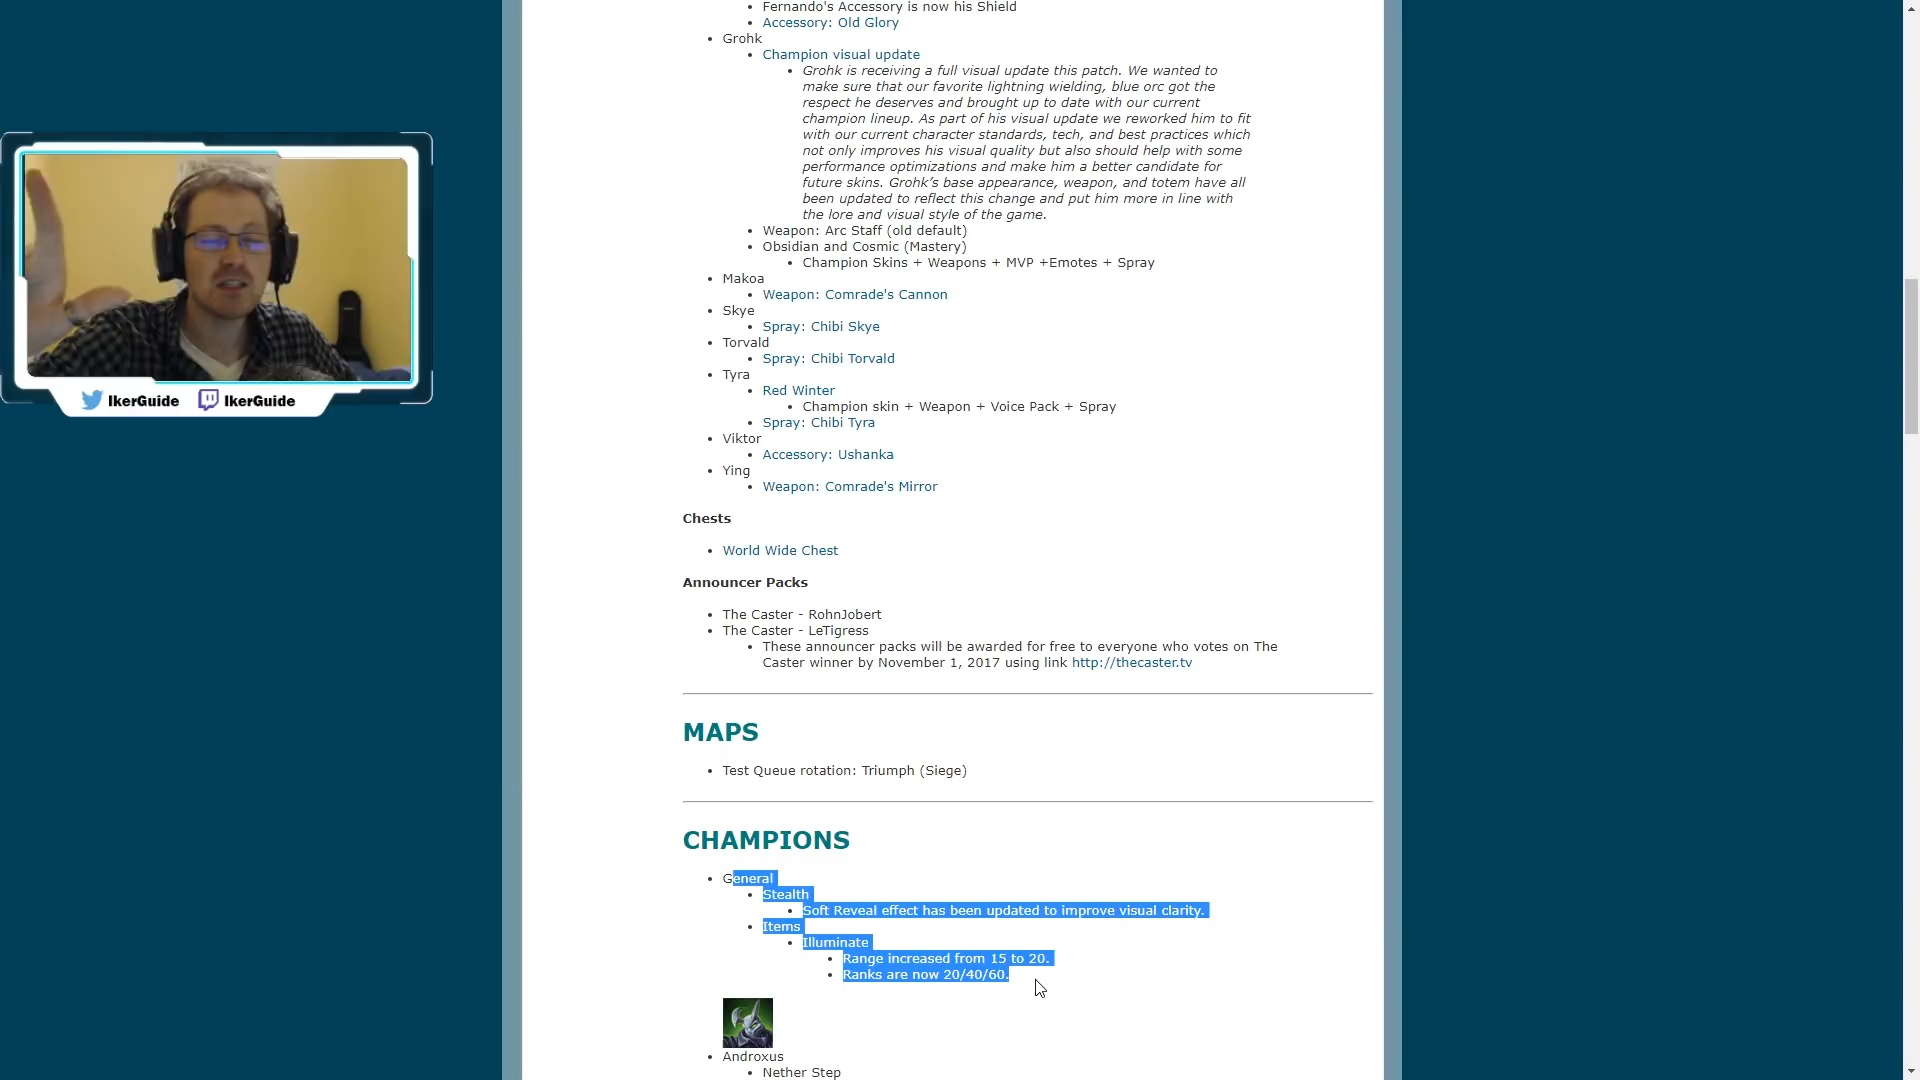 Fernando's Accessory is now his Shield
Accessory: Old Glory
Grohk
Champion visual update
Grohk is receiving a full visual update this patch. We wanted to
make sure that our favorite lightning wielding, blue orc got the
respect he deserves and brought up to date with our current
champion lineup. As part of his visual update we reworked him to fit
with our current character standards, tech, and best practices which
not only improves his visual quality but also should help with some
performance optimizations and make him a better candidate for
future skins. Grohk’s base appearance, weapon, and totem have all
been updated to reflect this change and put him more in line with
the lore and visual style of the game.
Weapon: Arc Staff (old default)
Obsidian and Cosmic (Mastery)
Champion Skins + Weapons + MVP +Emotes + Spray
Makoa
Weapon: Comrade's Cannon
Skye
Spray: Chibi Skye
Torvald
Spray: Chibi Torvald
Tyra
Red Winter
Champion skin + Weapon + Voice Pack + Spray
Spray: Chibi Tyra
Viktor
Accessory: Ushanka
Ying
Weapon: Comrade's Mirror
Chests
World Wide Chest
Announcer Packs
The Caster - RohnJobert
The Caster - LeTigress
These announcer packs will be awarded for free to everyone who votes on The
Caster winner by November 1, 2017 using link http://thecaster.tv
MAPS
Test Queue rotation: Triumph (Siege)
CHAMPIONS
General
Stealth
Soft Reveal effect has been updated to improve visual clarity.
Items
Illuminate
Range increased from 15 to 20.
Ranks are now 20/40/60.
Androxus
Nether Step
IkerGuide IkerGuide